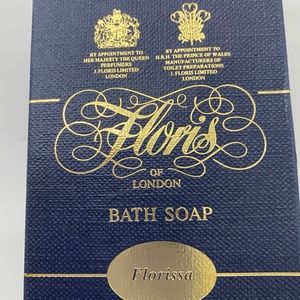 BY APPOINTMENT TO
HER MAJESTY THE QUEEN
PERFUMERS
J. FLORIS LIMITED
LONDON
BY APPOINTMENT TO
H.R.H. THE PRINCE OF WALES
MANUFACTURERS OF
TOILET PREPARATIONS
J. FLORIS LIMITED
LONDON
Floris
OF
LONDON
BATH SOAP
Florissa